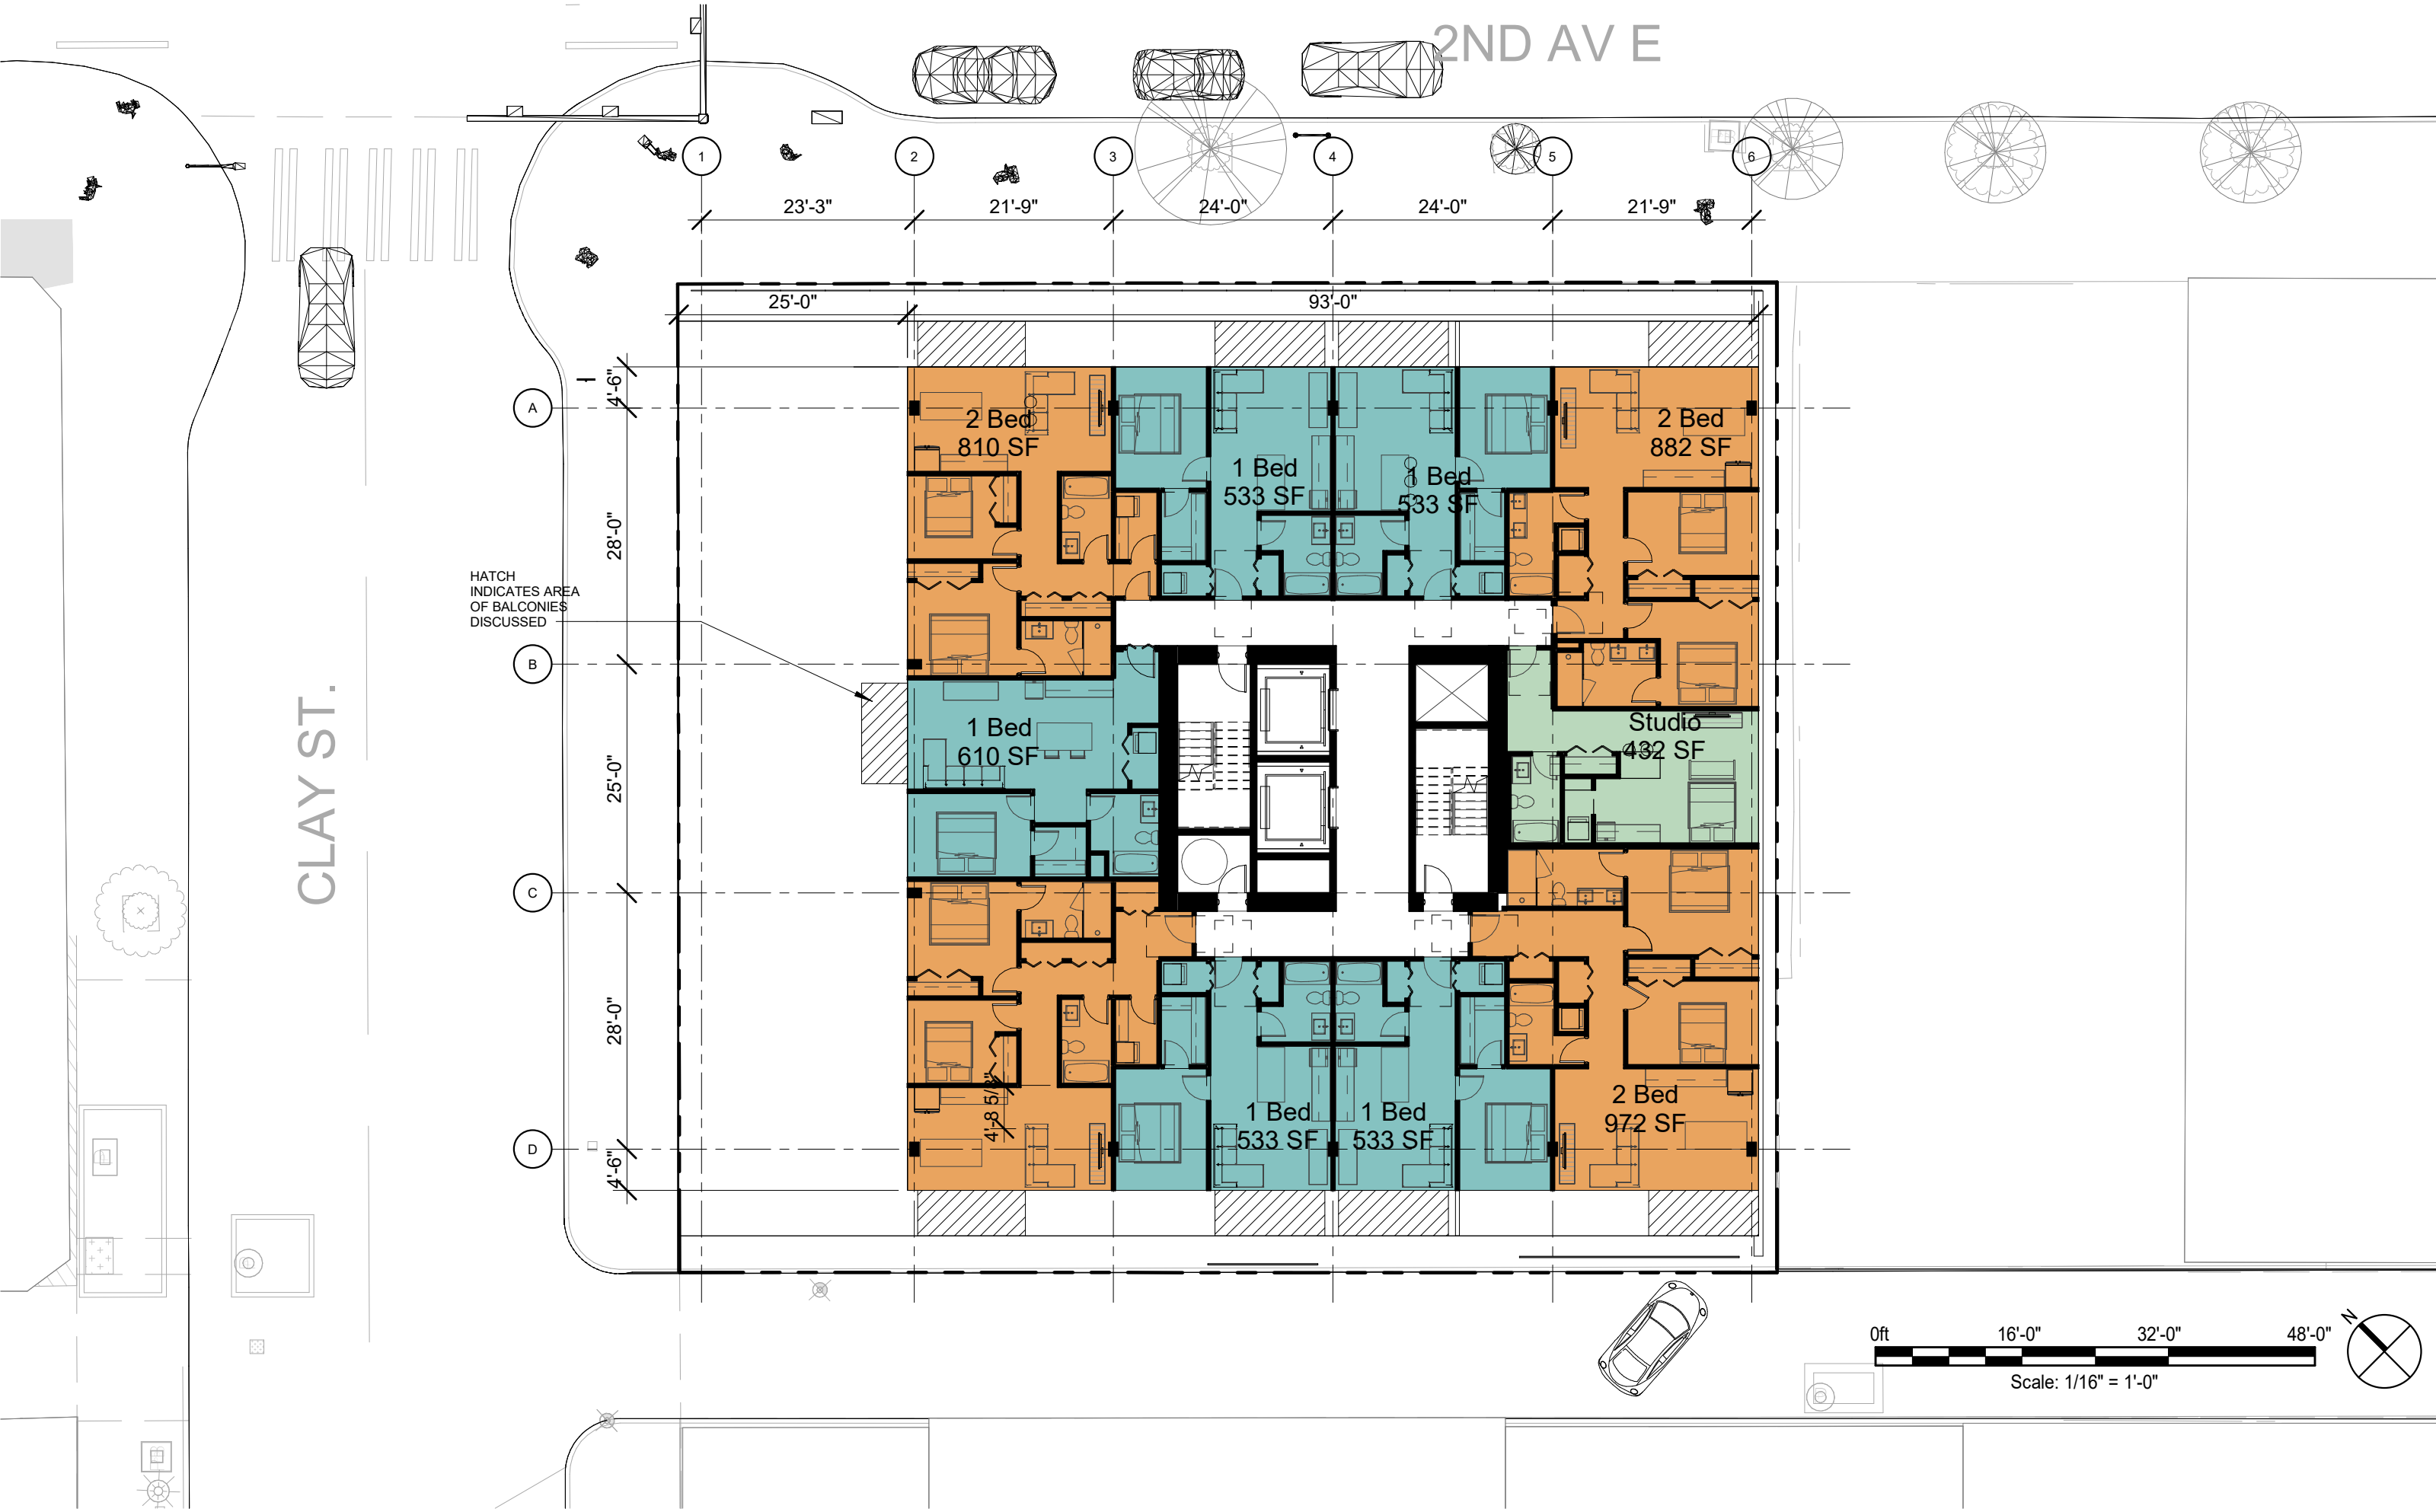 2ND AV E
1
2
3
4
5
6
23'-3"
21'-9"
24'-0"
24'-0"
21'-9"
25'-0"
93'-0"
4'-6"
A
2 Bed
810 SF
1 Bed
533 SF
1 Bed
533 SF
2 Bed
882 SF
28'-0"
HATCH
INDICATES AREA
OF BALCONIES
DISCUSSED
B
CLAY ST.
1 Bed
610 SF
Studio
432 SF
25'-0"
C
28'-0"
4'-8 5/8"
1 Bed
533 SF
1 Bed
533 SF
2 Bed
972 SF
D
4'-6"
0ft
16'-0"
32'-0"
48'-0"
N
Scale: 1/16" = 1'-0"